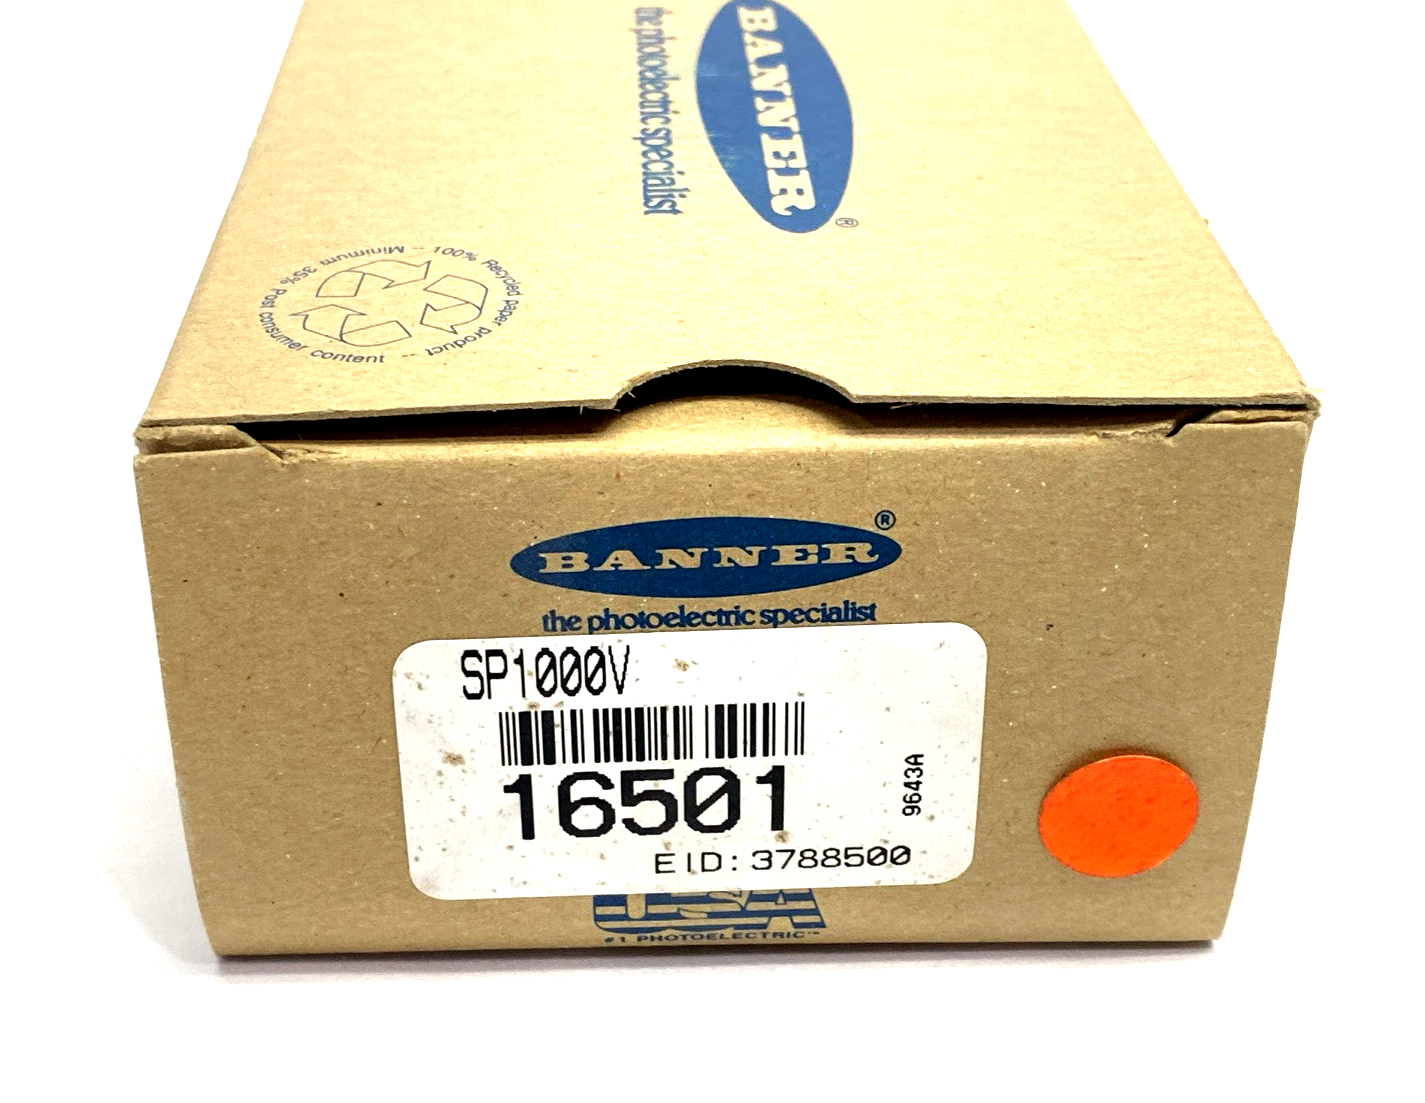 BANNER
®
the photoelectric specialist
100% Recycled paper product -- Minimum 35% Post consumer content --
BANNER®
the photoelectric specialist
SP1000V
16501
9643A
EID: 3788500
USA
#1 PHOTOELECTRIC™